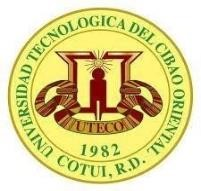 UNIVERSIDAD TECNOLOGICA DEL CIBAO ORIENTAL
UTECO
1982
COTUI, R.D.